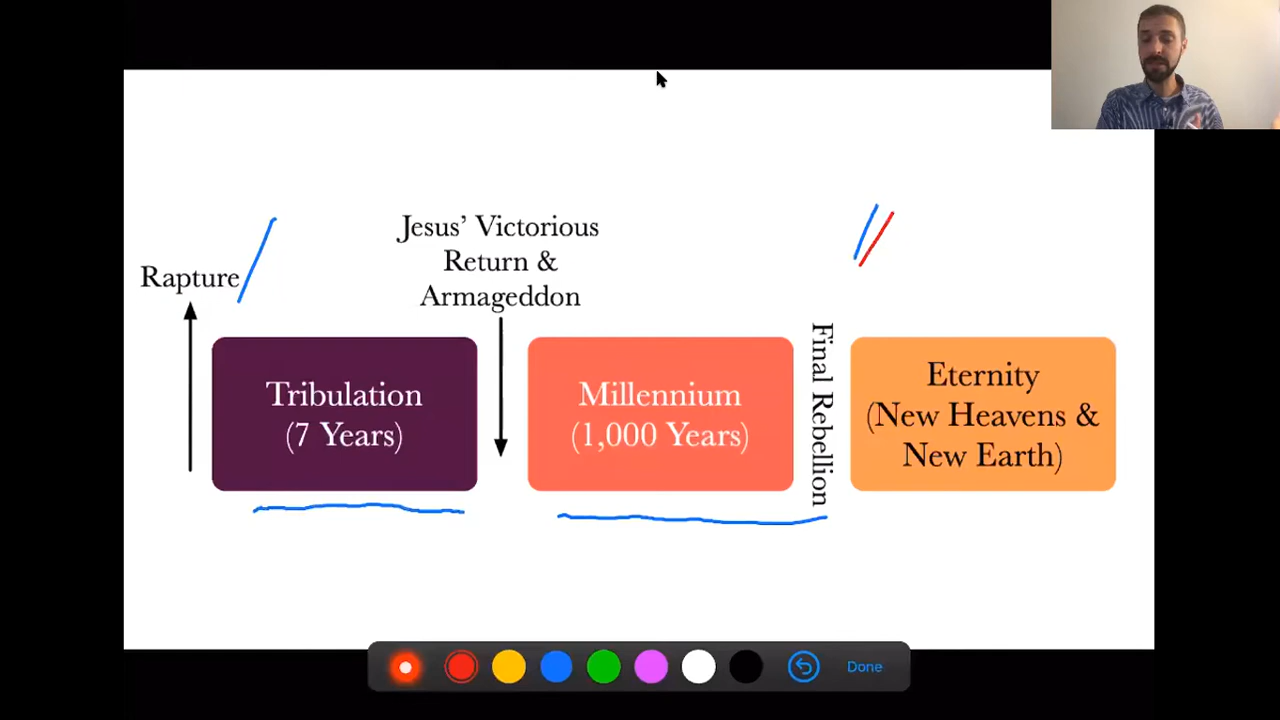 Rapture
Jesus’ Victorious
Return &
Armageddon
Tribulation
(7 Years)
Millennium
(1,000 Years)
Final Rebellion
Eternity
(New Heavens &
New Earth)
Done